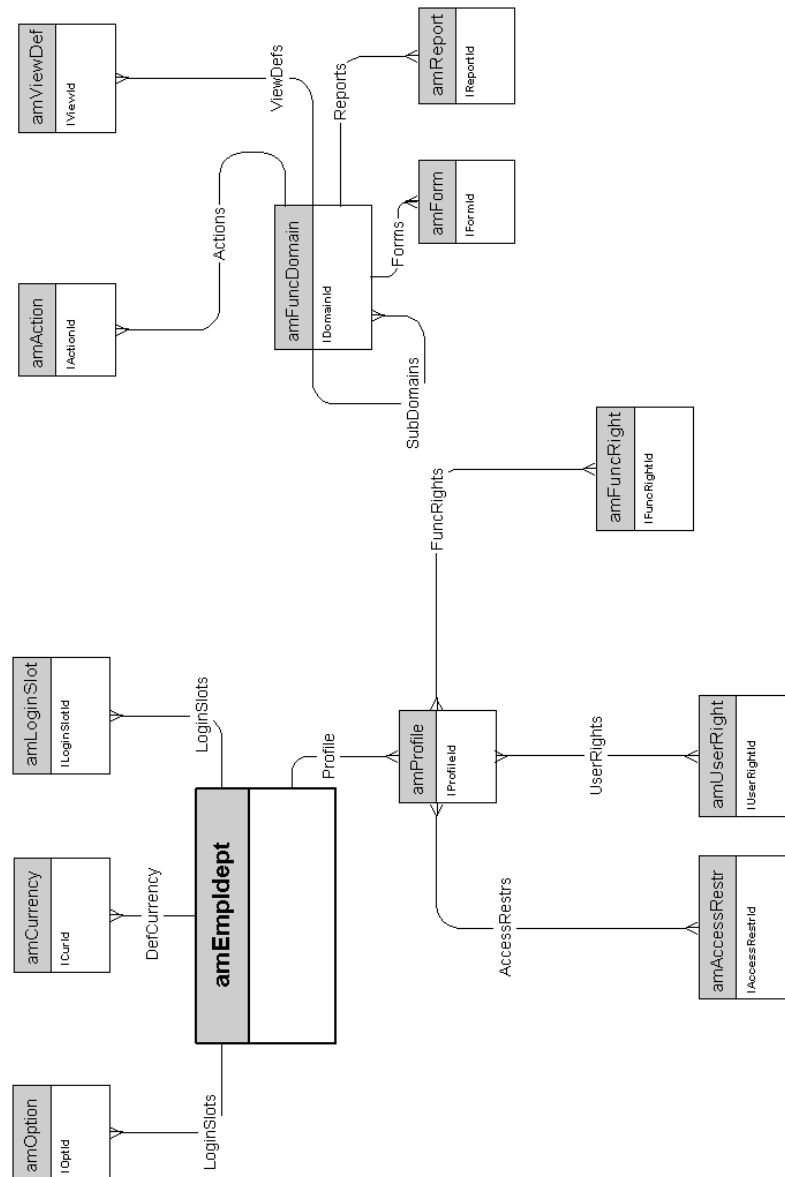 amViewDef
lViewId
ViewDefs
amReport
lReportId
Reports
amAction
lActionId
Actions
amFuncDomain
lDomainId
amForm
lFormId
Forms
SubDomains
amFuncRight
lFuncRightId
FuncRights
amLoginSlot
lLoginSlotId
LoginSlots
Profile
amProfile
lProfileId
UserRights
amUserRight
lUserRightId
amCurrency
lCurId
DefCurrency
amEmpldept
AccessRestrs
amAccessRestr
lAccessRestrId
amOption
lOptId
LoginSlots